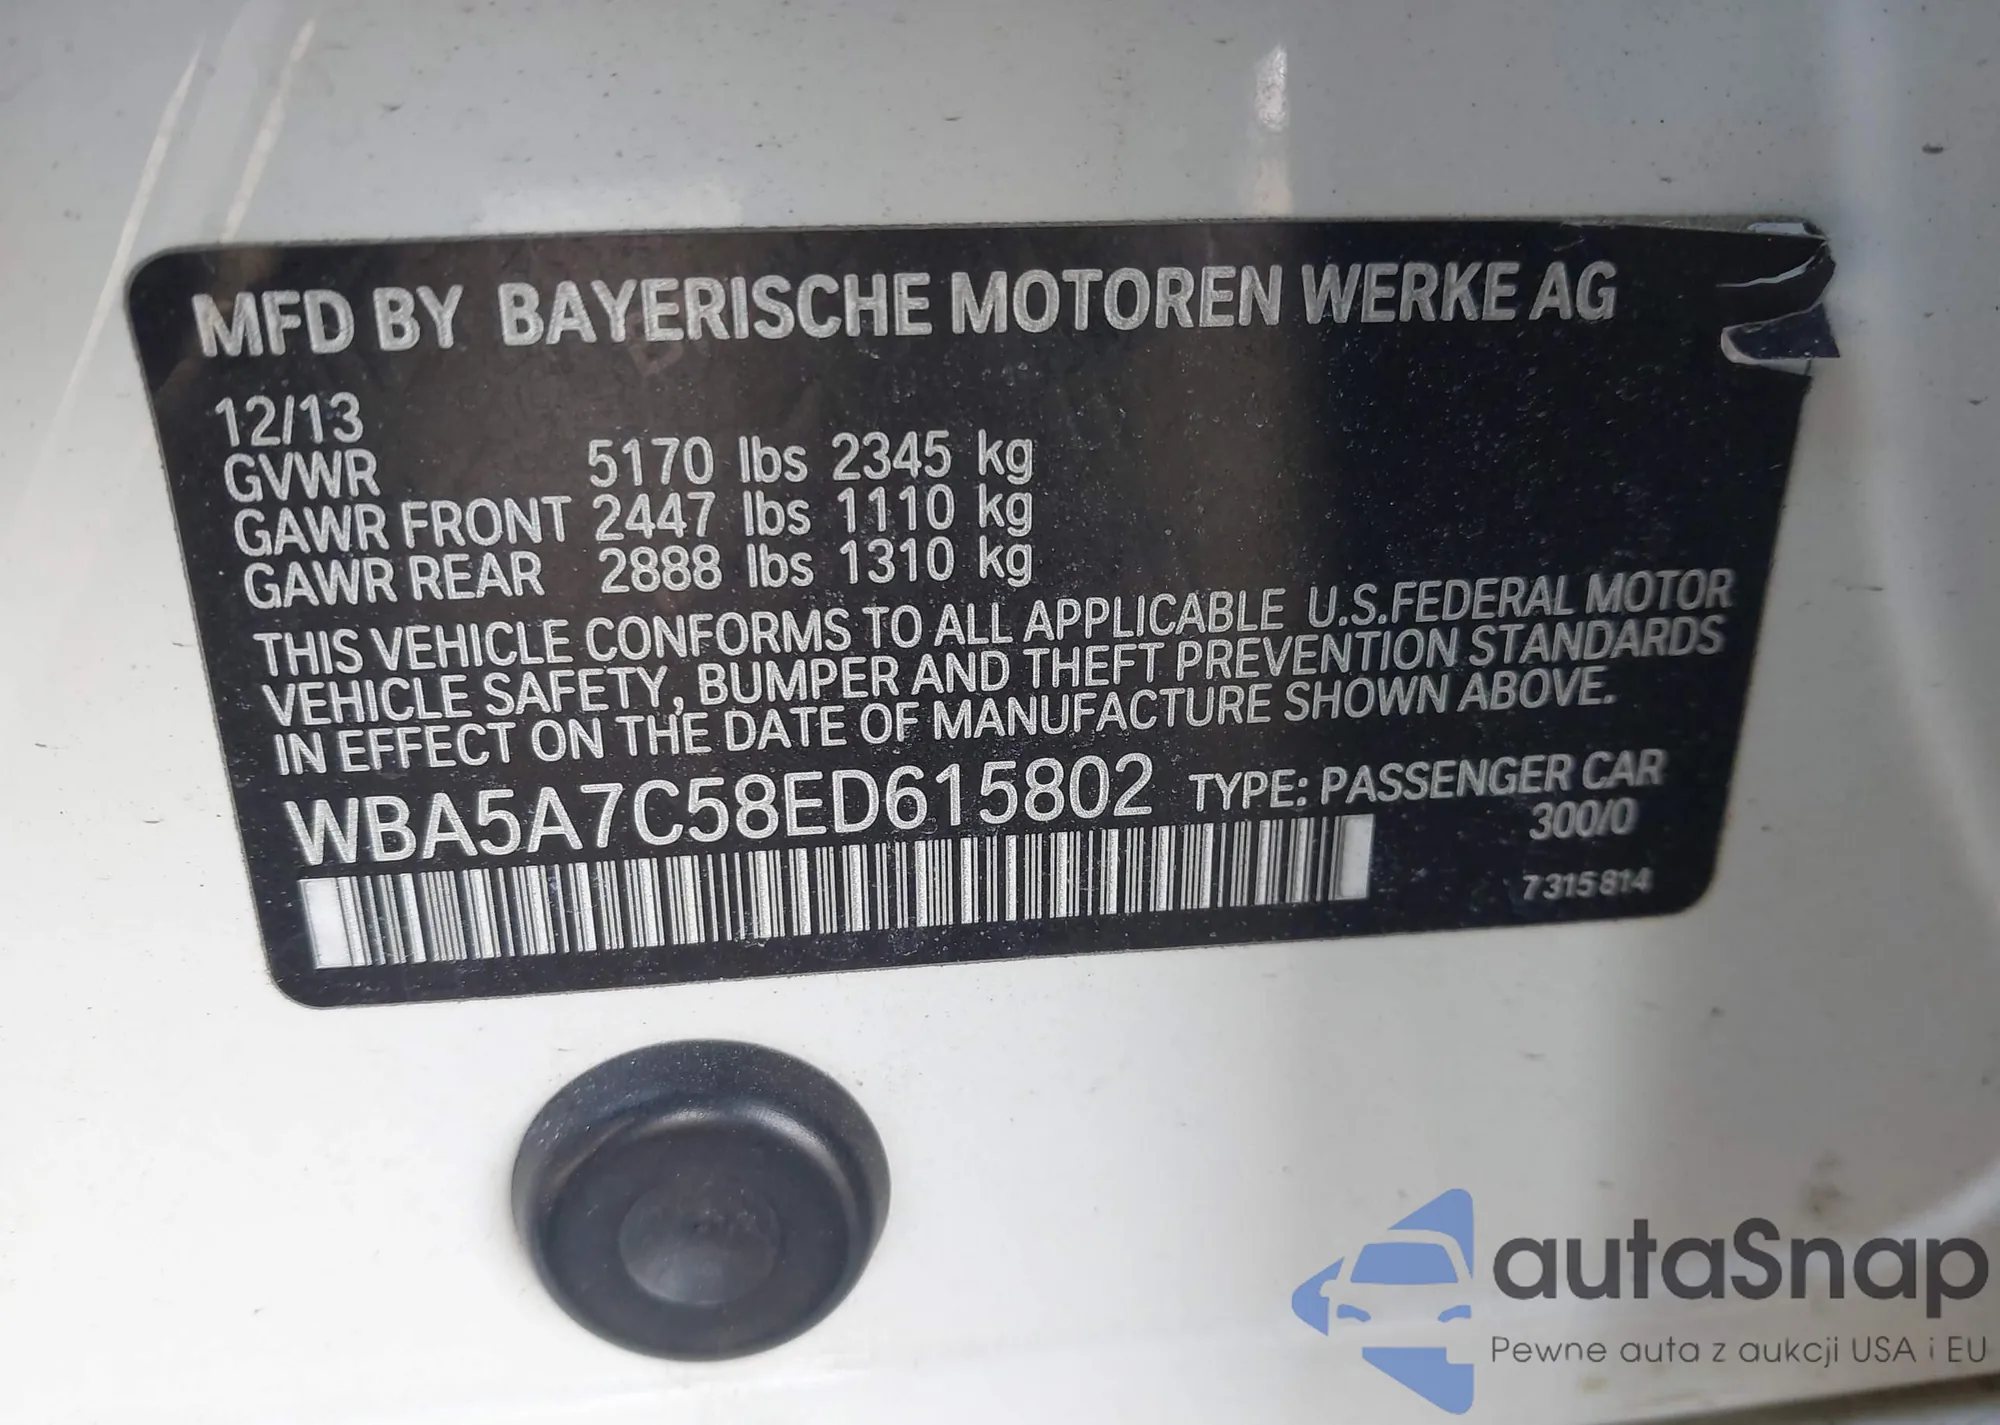 MFD BY BAYERISCHE MOTOREN WERKE AG
12/13
GVWR 5170 lbs 2345 kg
GAWR FRONT 2447 lbs 1110 kg
GAWR REAR 2888 lbs 1310 kg
THIS VEHICLE CONFORMS TO ALL APPLICABLE U.S.FEDERAL MOTOR
VEHICLE SAFETY, BUMPER AND THEFT PREVENTION STANDARDS
IN EFFECT ON THE DATE OF MANUFACTURE SHOWN ABOVE.
WBA5A7C58ED615802 TYPE: PASSENGER CAR
300/0
7 315 814
autaSnap
Pewne auta z aukcji USA i EU